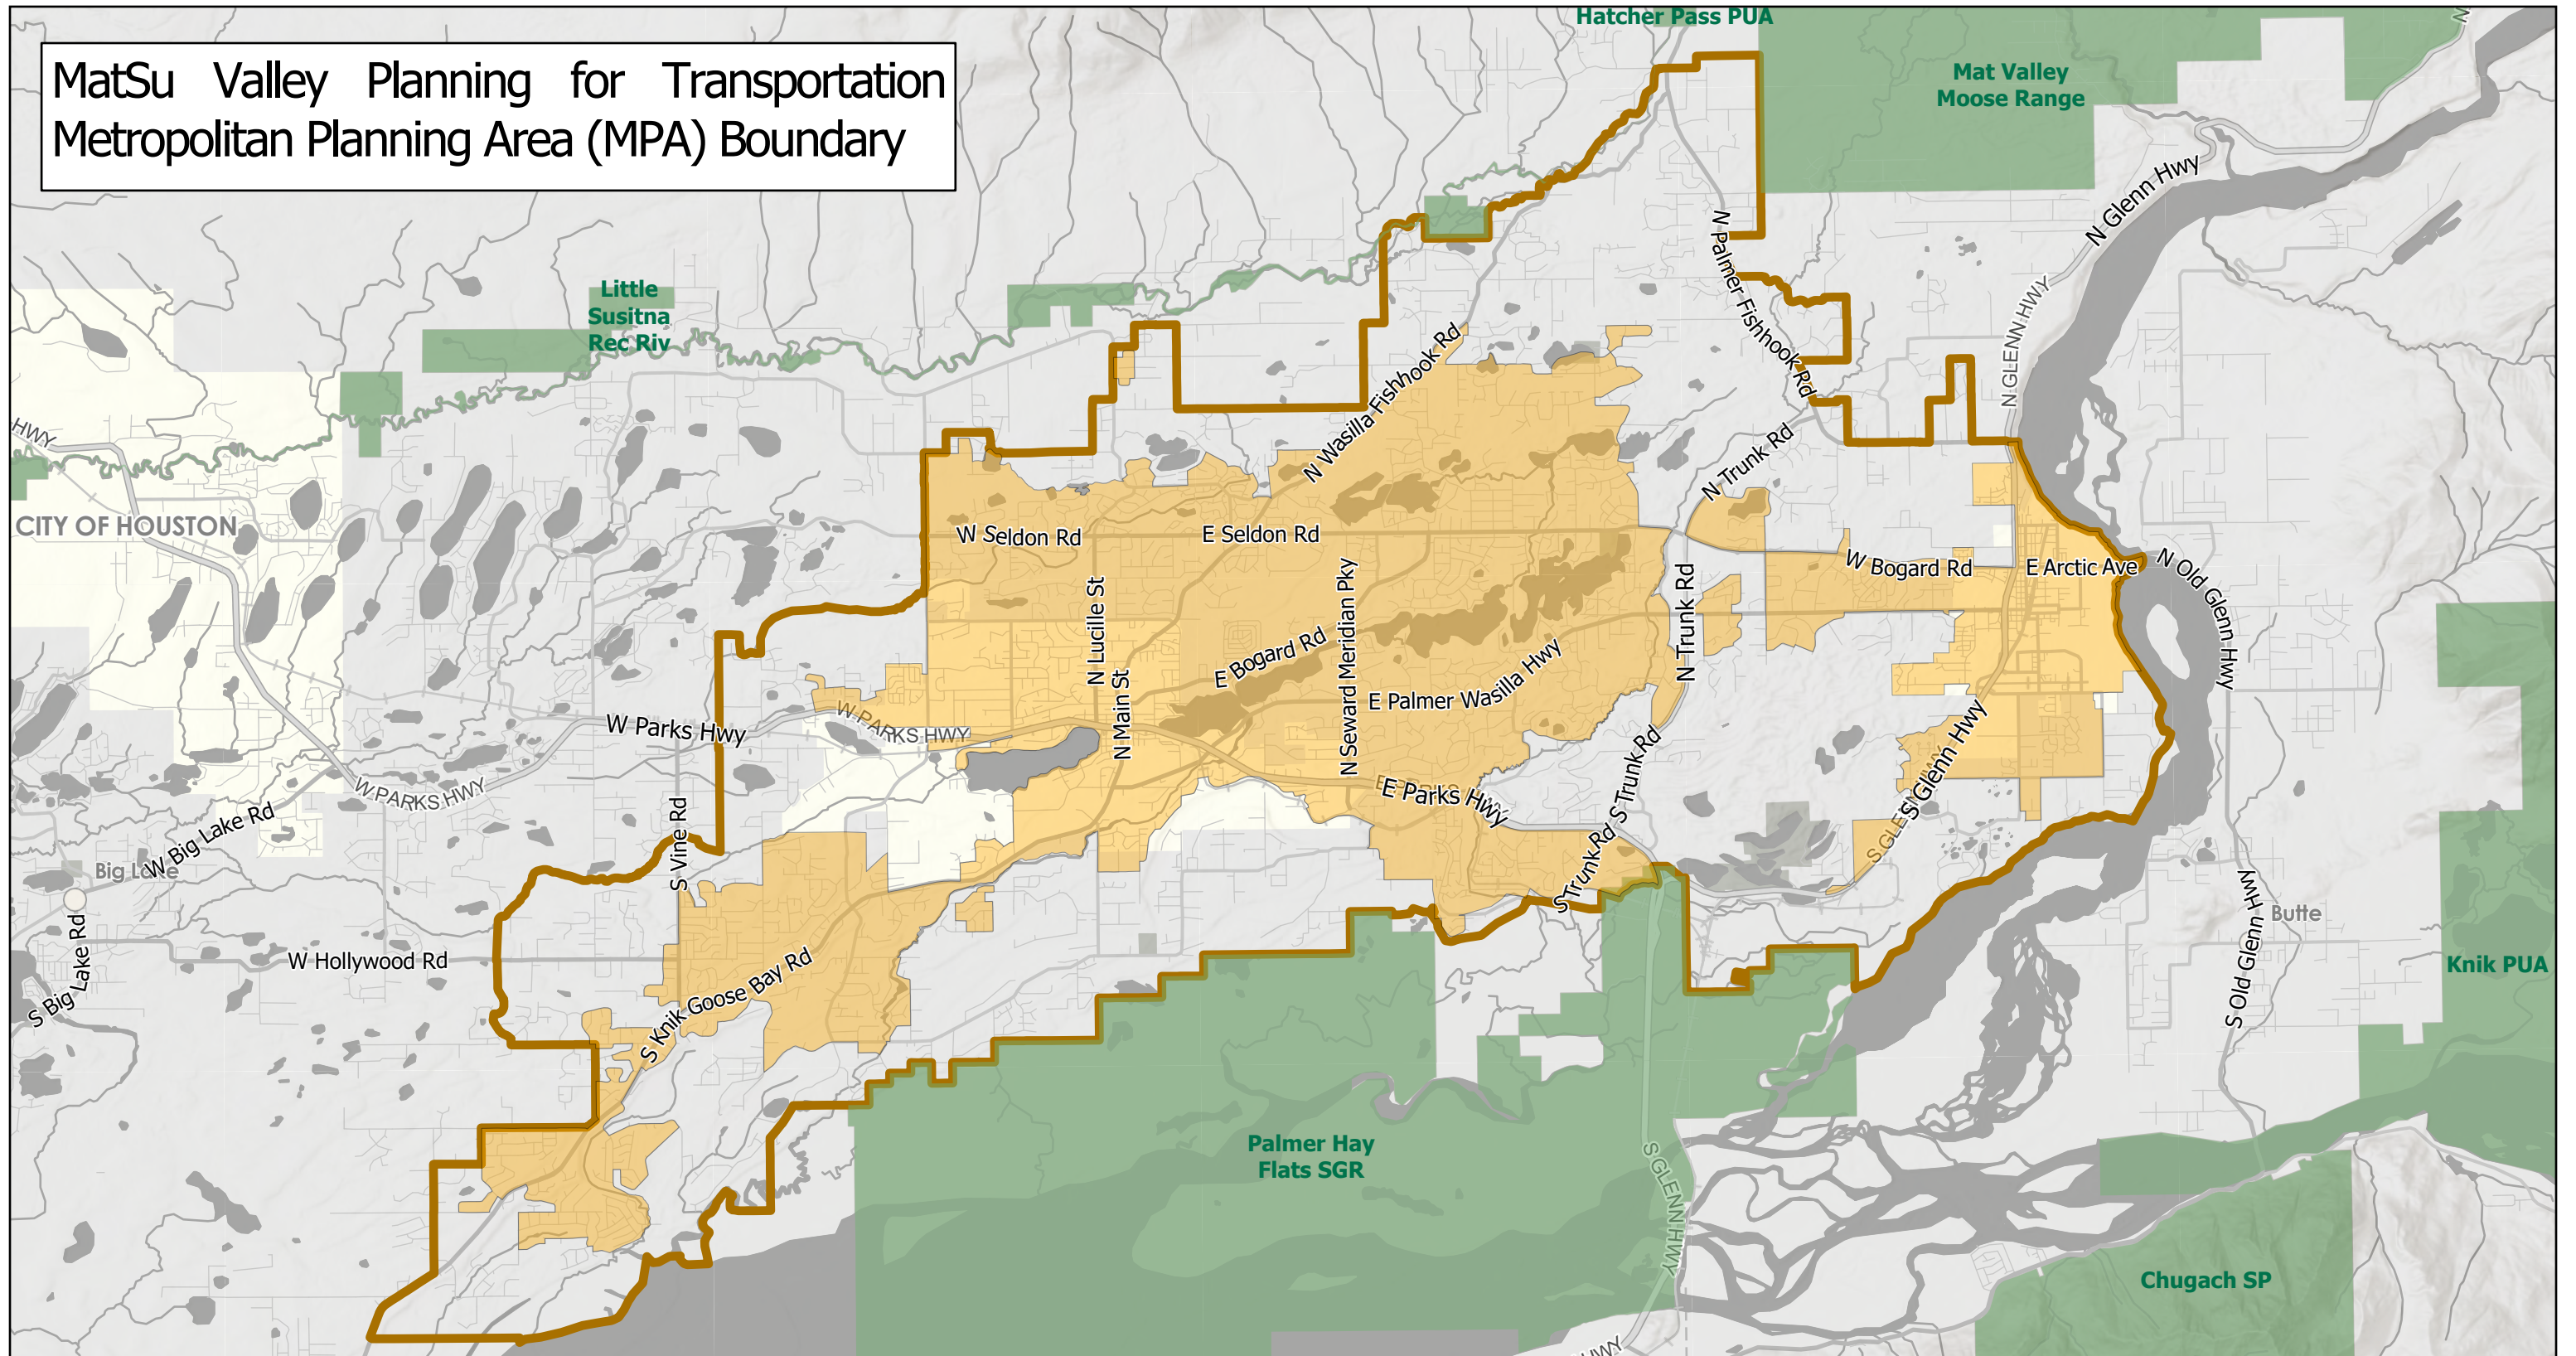 MatSu Valley Planning for Transportation
Metropolitan Planning Area (MPA) Boundary
Hatcher Pass PUA
Mat Valley
Moose Range
N Glenn Hwy
N GLENN HWY
N Palmer Fishhook Rd
Little
Susitna
Rec Riv
N Wasilla Fishhook Rd
HWY
N Trunk Rd
CITY OF HOUSTON
W Seldon Rd
E Seldon Rd
W Bogard Rd
E Arctic Ave
N Old Glenn Hwy
N Lucille St
N Seward Meridian Pky
N Trunk Rd
E Bogard Rd
E Palmer Wasilla Hwy
N Main St
W Parks Hwy
W PARKS HWY
W PARKS HWY
E Parks Hwy
S Trunk Rd
S Trunk Rd
S Glenn Hwy
S GLE
W Big Lake Rd
Big Lake
S Vine Rd
S Big Lake Rd
W Hollywood Rd
S Knik Goose Bay Rd
S Old Glenn Hwy
Butte
Knik PUA
Palmer Hay
Flats SGR
S GLENN HWY
Chugach SP
HWY